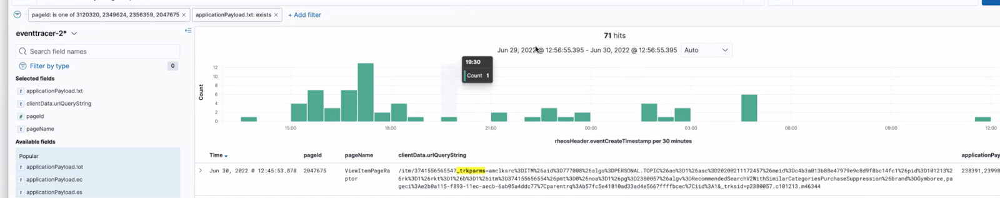 pageId: is one of 3120320, 2349624, 2356359, 2047675 ×
applicationPayload.!xt: exists ×
+ Add filter
eventtracer-2*
Search field names
Filter by type 0
Selected fields
t applicationPayload.!xt
t clientData.urlQueryString
# pageId
t pageName
Available fields
Popular
t applicationPayload.!ot
t applicationPayload.ec
t applicationPayload.es
71 hits
Jun 29, 2022 @ 12:56:55.395 - Jun 30, 2022 @ 12:56:55.395
Auto
19:30
Count 1
Count
12
10
8
6
4
2
0
15:00
18:00
21:00
00:00
03:00
06:00
09:00
12:00
rheosHeader.eventCreateTimestamp per 30 minutes
Time
pageId
pageName
clientData.urlQueryString
applicationPay
Jun 30, 2022 @ 12:45:53.878
2047675
ViewItemPageRa
ptor
/itm/374155656554?_trkparms=amclksrc%3DITM%26aid%3D777008%26algo%3DPERSONAL.TOPIC%26ao%3D1%26asc%3D20200211172457%26meid%3Dc4b3a013b88e47979e9c8d9f8bc14fc1%26pid%3D101213%2
6rk%3D1%26rkt%3D1%26b%3D1%26itm%3D374155656554%26pmt%3D0%26noa%3D1%26pg%3D2380057%26algv%3DRecommendedSearchV2WithSimilarCategoriesPurchaseSuppression%26brand%3DGymboree,pa
geci%3Ae2b0a115-f893-11ec-aecb-6ab05a4ddc77%7Cparentrq%3Ab57fc5e41810ad33ad4e5667ffffbcec%7Ciid%3A1&_trksid=p2380057.c101213.m46344
238391,23998